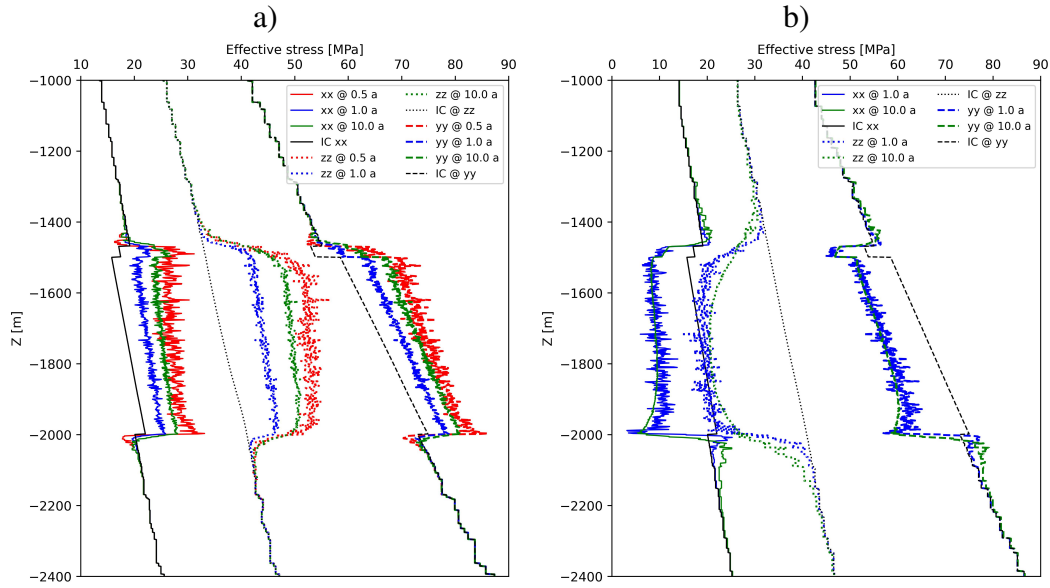 a)
b)
Effective stress [MPa]
10 20 30 40 50 60 70 80 90
xx @ 0.5 a
xx @ 1.0 a
xx @ 10.0 a
IC xx
zz @ 0.5 a
zz @ 1.0 a
zz @ 10.0 a
IC @ zz
yy @ 0.5 a
yy @ 1.0 a
yy @ 10.0 a
IC @ yy
Z [m]
−1000
−1200
−1400
−1600
−1800
−2000
−2200
−2400
Effective stress [MPa]
0 10 20 30 40 50 60 70 80 90
xx @ 1.0 a
xx @ 10.0 a
IC xx
zz @ 1.0 a
zz @ 10.0 a
IC @ zz
yy @ 1.0 a
yy @ 10.0 a
IC @ yy
Z [m]
−1000
−1200
−1400
−1600
−1800
−2000
−2200
−2400